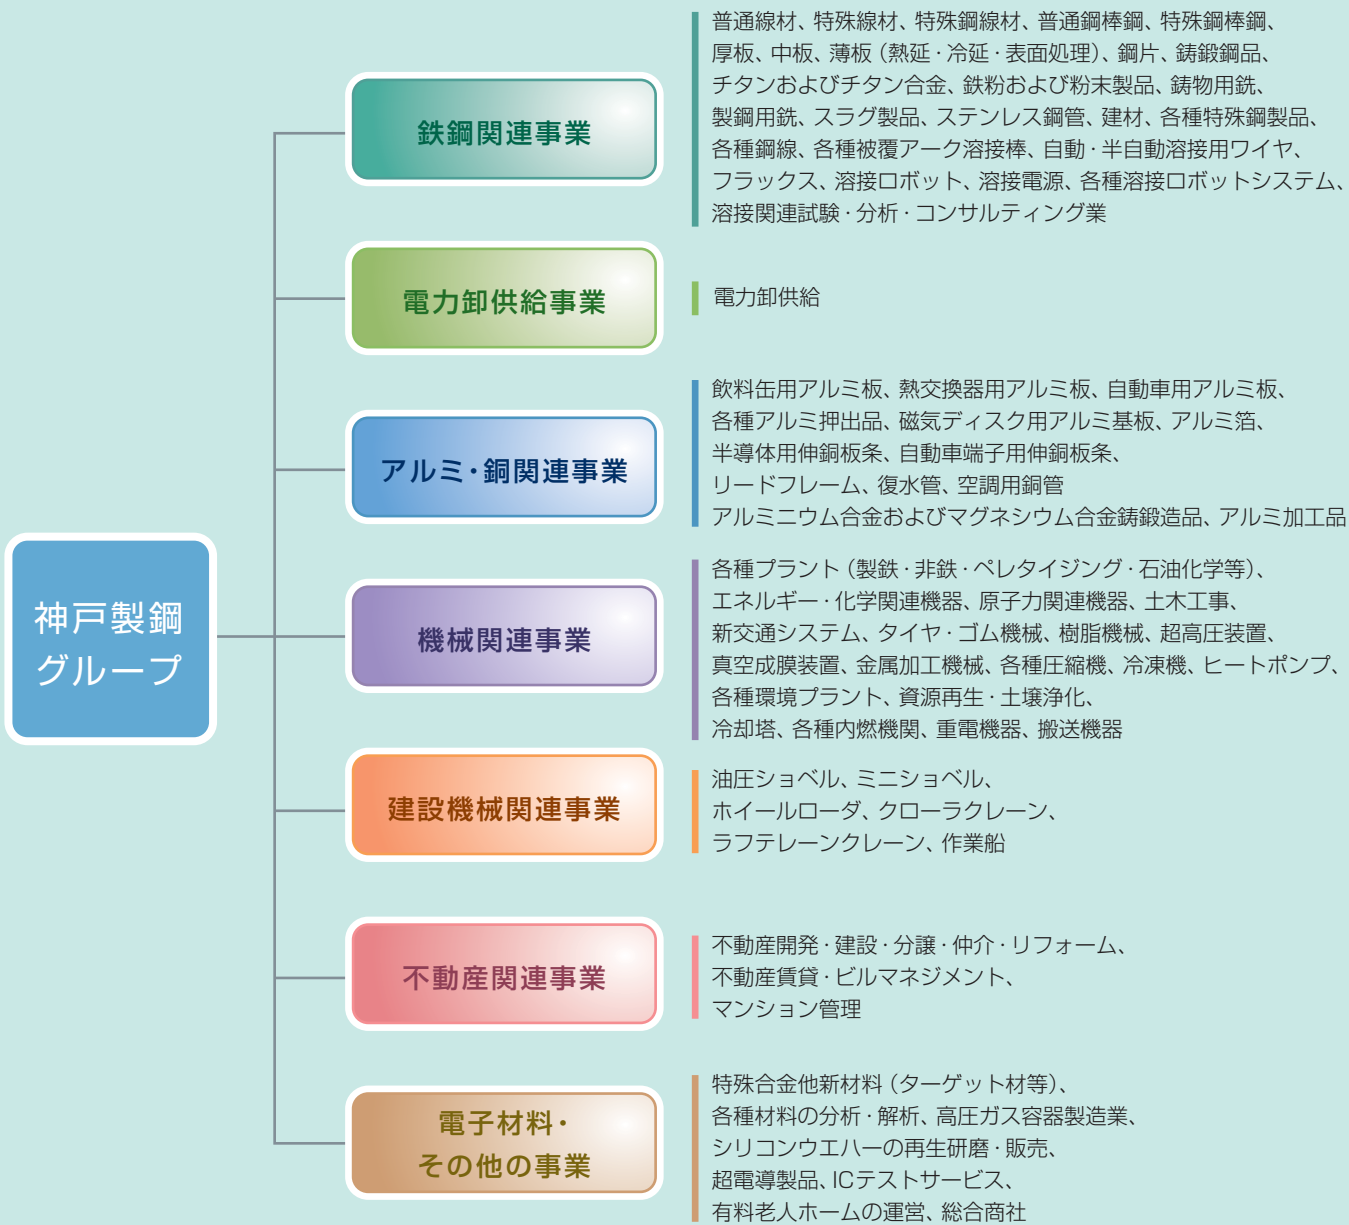 神戸製鋼
グループ
鉄鋼関連事業
普通線材、特殊線材、特殊鋼線材、普通鋼棒鋼、特殊鋼棒鋼、
厚板、中板、薄板（熱延・冷延・表面処理）、鋼片、鋳鍛鋼品、
チタンおよびチタン合金、鉄粉および粉末製品、鋳物用銑、
製鋼用銑、スラグ製品、ステンレス鋼管、建材、各種特殊鋼製品、
各種鋼線、各種被覆アーク溶接棒、自動・半自動溶接用ワイヤ、
フラックス、溶接ロボット、溶接電源、各種溶接ロボットシステム、
溶接関連試験・分析・コンサルティング業
電力卸供給事業
電力卸供給
アルミ・銅関連事業
飲料缶用アルミ板、熱交換器用アルミ板、自動車用アルミ板、
各種アルミ押出品、磁気ディスク用アルミ基板、アルミ箔、
半導体用伸銅板条、自動車端子用伸銅板条、
リードフレーム、復水管、空調用銅管
アルミニウム合金およびマグネシウム合金鋳鍛造品、アルミ加工品
機械関連事業
各種プラント（製鉄・非鉄・ペレタイジング・石油化学等）、
エネルギー・化学関連機器、原子力関連機器、土木工事、
新交通システム、タイヤ・ゴム機械、樹脂機械、超高圧装置、
真空成膜装置、金属加工機械、各種圧縮機、冷凍機、ヒートポンプ、
各種環境プラント、資源再生・土壌浄化、
冷却塔、各種内燃機関、重電機器、搬送機器
建設機械関連事業
油圧ショベル、ミニショベル、
ホイールローダ、クローラクレーン、
ラフテレーンクレーン、作業船
不動産関連事業
不動産開発・建設・分譲・仲介・リフォーム、
不動産賃貸・ビルマネジメント、
マンション管理
電子材料・
その他の事業
特殊合金他新材料（ターゲット材等）、
各種材料の分析・解析、高圧ガス容器製造業、
シリコンウエハーの再生研磨・販売、
超電導製品、ICテストサービス、
有料老人ホームの運営、総合商社